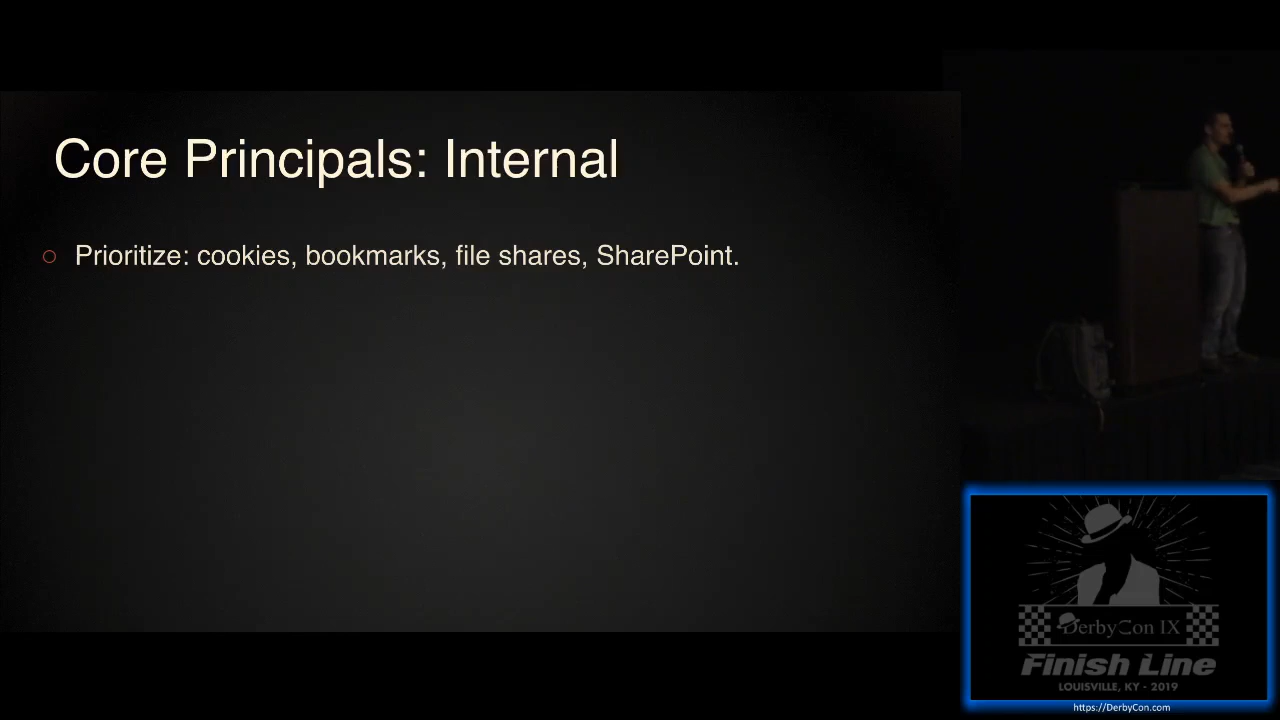 Core Principals: Internal
Prioritize: cookies, bookmarks, file shares, SharePoint.
DerbyCon IX
Finish Line
LOUISVILLE, KY - 2019
https://DerbyCon.com